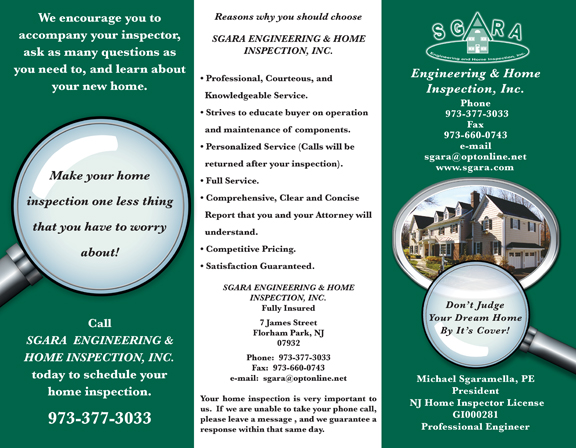 We encourage you to
accompany your inspector,
ask as many questions as
you need to, and learn about
your new home.
Make your home
inspection one less thing
that you have to worry
about!
Call
SGARA ENGINEERING &
HOME INSPECTION, INC.
today to schedule your
home inspection.
973-377-3033
Reasons why you should choose
SGARA ENGINEERING & HOME
INSPECTION, INC.
• Professional, Courteous, and
Knowledgeable Service.
• Strives to educate buyer on operation
and maintenance of components.
• Personalized Service (Calls will be
returned after your inspection).
• Full Service.
• Comprehensive, Clear and Concise
Report that you and your Attorney will
understand.
• Competitive Pricing.
• Satisfaction Guaranteed.
SGARA ENGINEERING & HOME
INSPECTION, INC.
Fully Insured
7 James Street
Florham Park, NJ
07932
Phone: 973-377-3033
Fax: 973-660-0743
e-mail: sgara@optonline.net
Your home inspection is very important to
us. If we are unable to take your phone call,
please leave a message , and we guarantee a
response within that same day.
SGARA
Engineering and Home Inspection, Inc.
Engineering & Home
Inspection, Inc.
Phone
973-377-3033
Fax
973-660-0743
e-mail
sgara@optonline.net
www.sgara.com
Don't Judge
Your Dream Home
By It's Cover!
Michael Sgaramella, PE
President
NJ Home Inspector License
GI000281
Professional Engineer